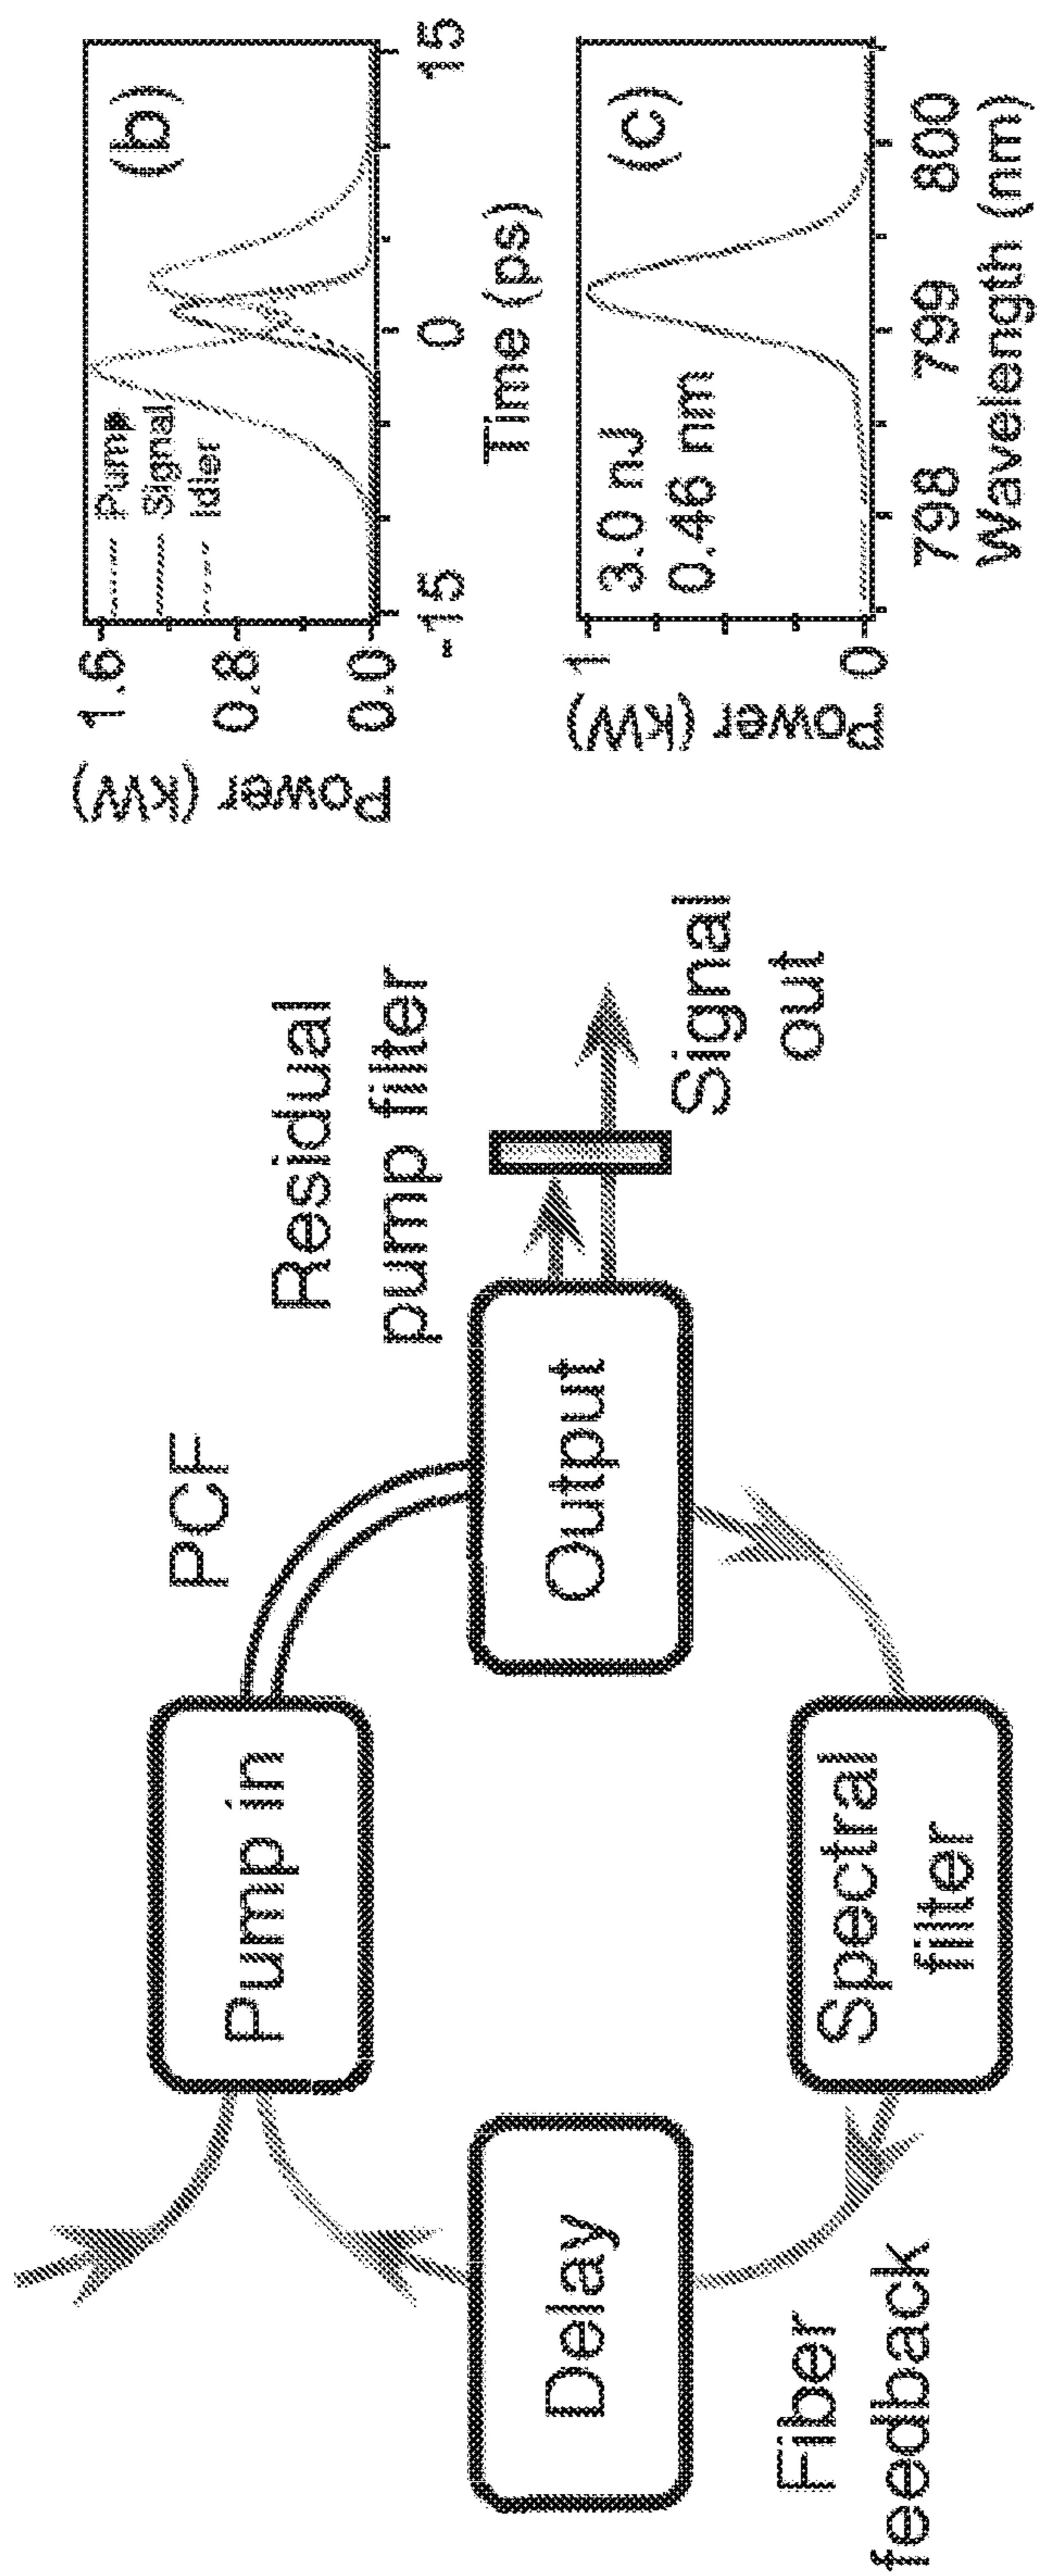 Pump in
PCF
Residual
pump filter
Output
Signal
out
Delay
Spectral
filter
Fiber
feedback
(b)
Pump
Signal
Idler
Power (kW)
1.6
0.8
0.0
-15
0
15
Time (ps)
(c)
3.0 nJ
0.46 nm
Power (kW)
1
0
798
799
800
Wavelength (nm)